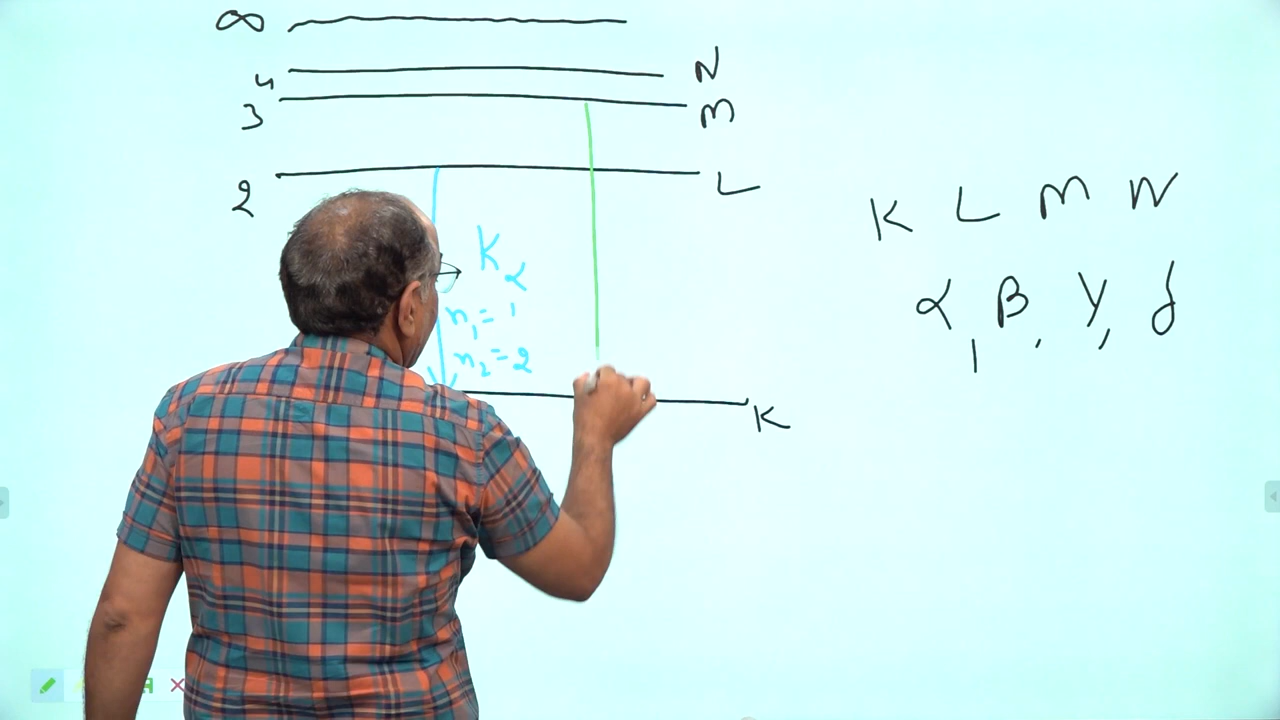 ∞
4 N
3 M
2 L
K L M N
Kα
α, β, γ, δ
n₁ = 1
n₂ = 2
K